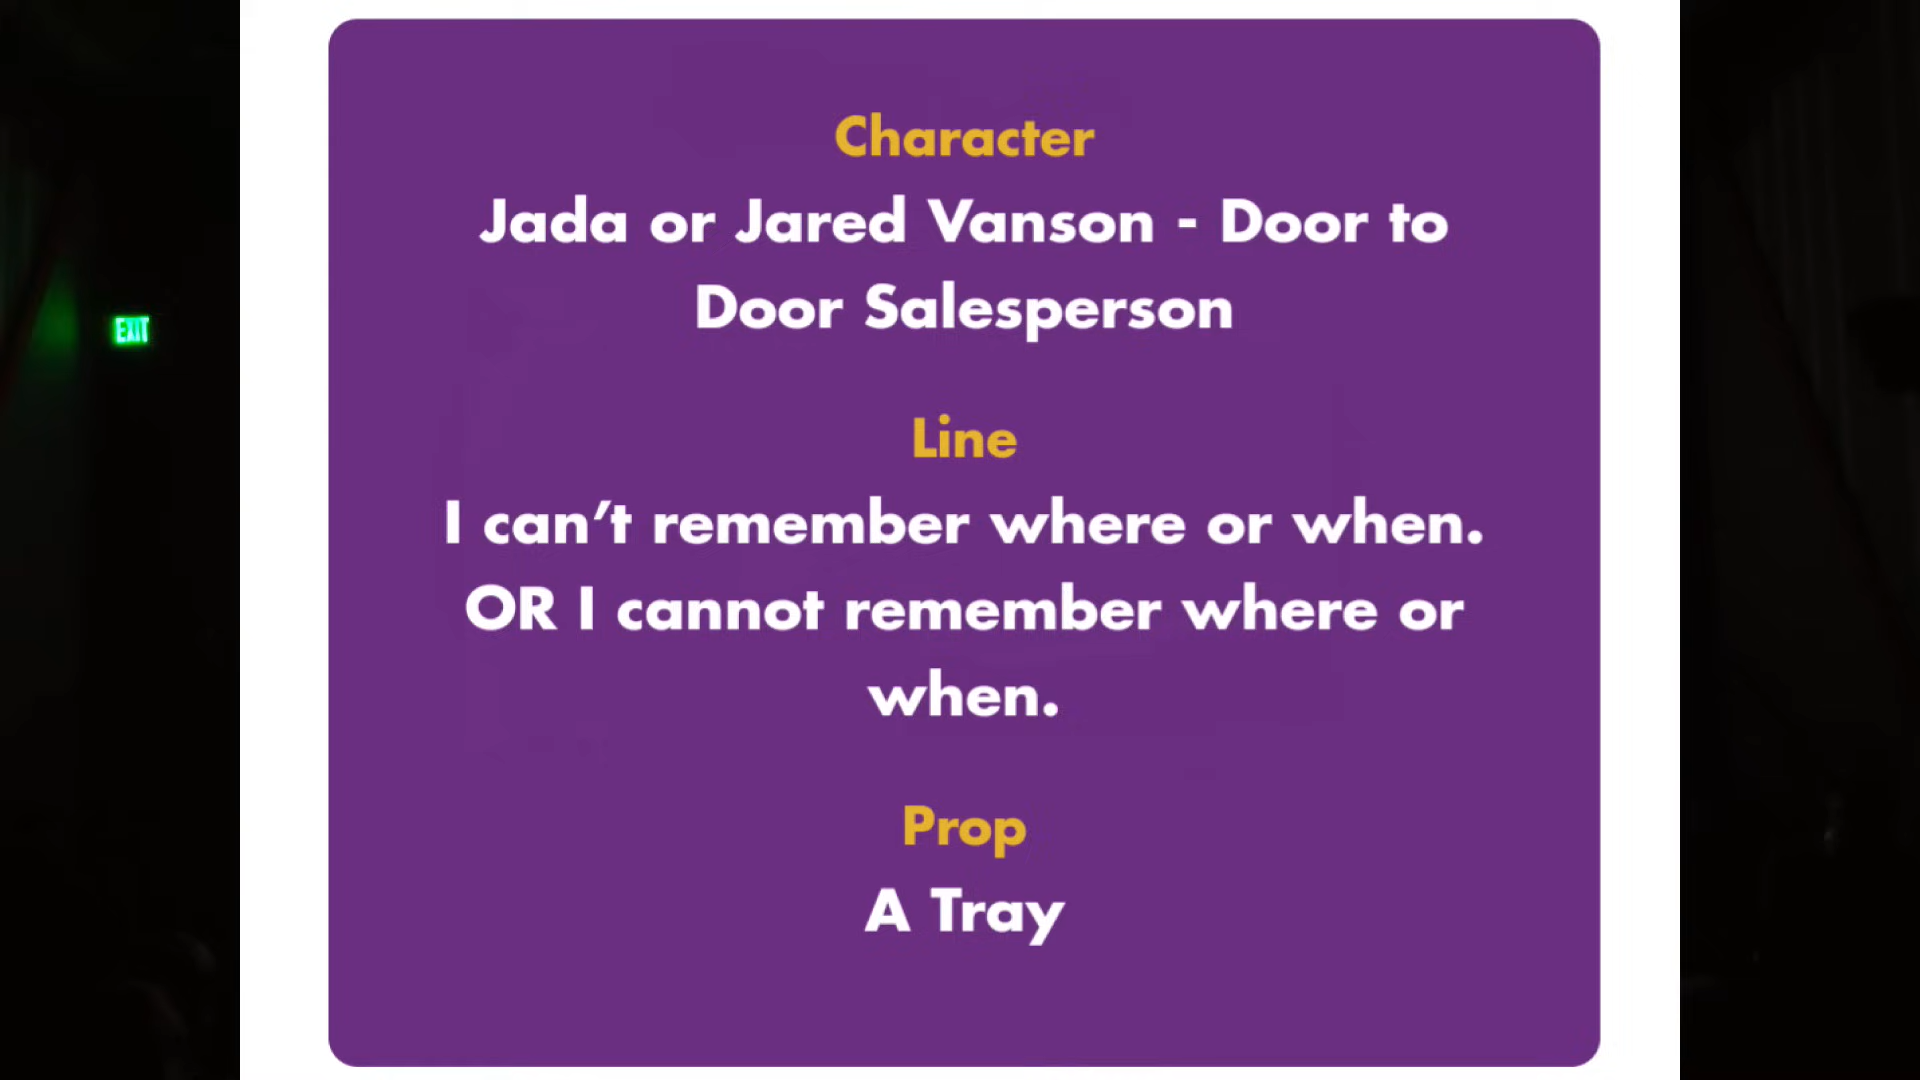 Character
Jada or Jared Vanson - Door to
Door Salesperson
Line
I can’t remember where or when.
OR I cannot remember where or
when.
Prop
A Tray
EXIT